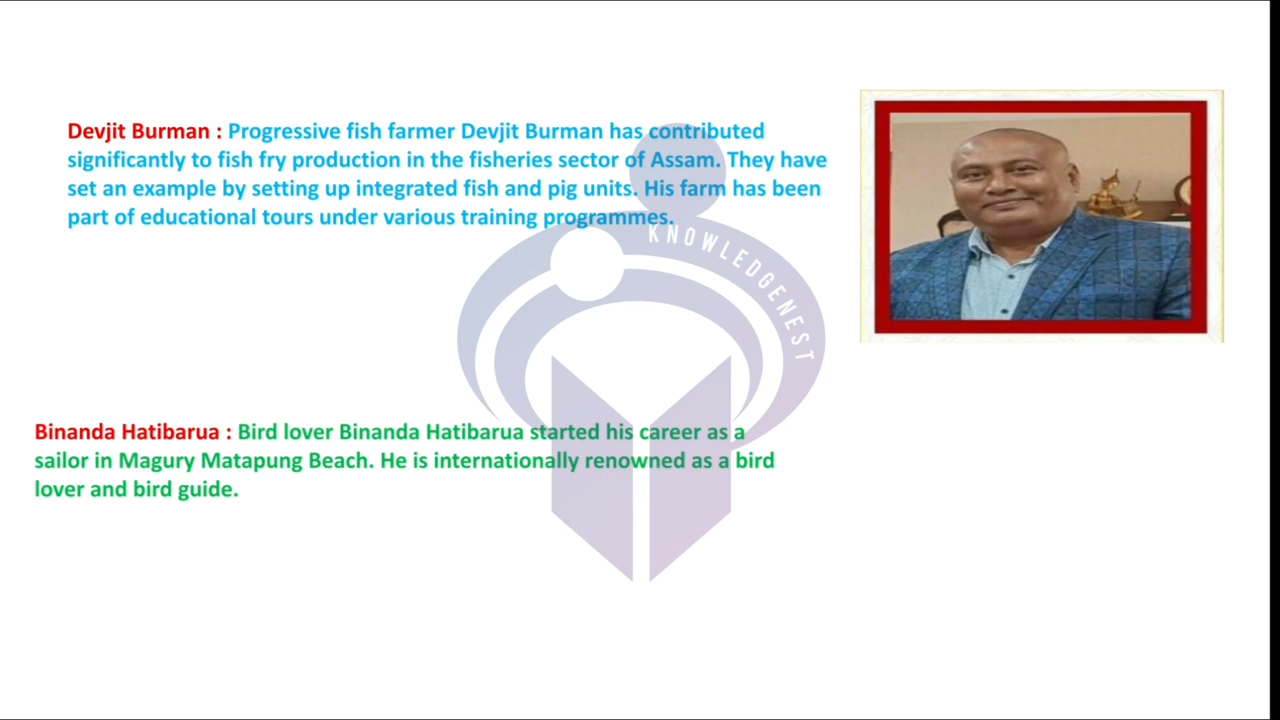 Devjit Burman : Progressive fish farmer Devjit Burman has contributed
significantly to fish fry production in the fisheries sector of Assam. They have
set an example by setting up integrated fish and pig units. His farm has been
part of educational tours under various training programmes.
KNOWLEDGENEST
Binanda Hatibarua : Bird lover Binanda Hatibarua started his career as a
sailor in Magury Matapung Beach. He is internationally renowned as a bird
lover and bird guide.